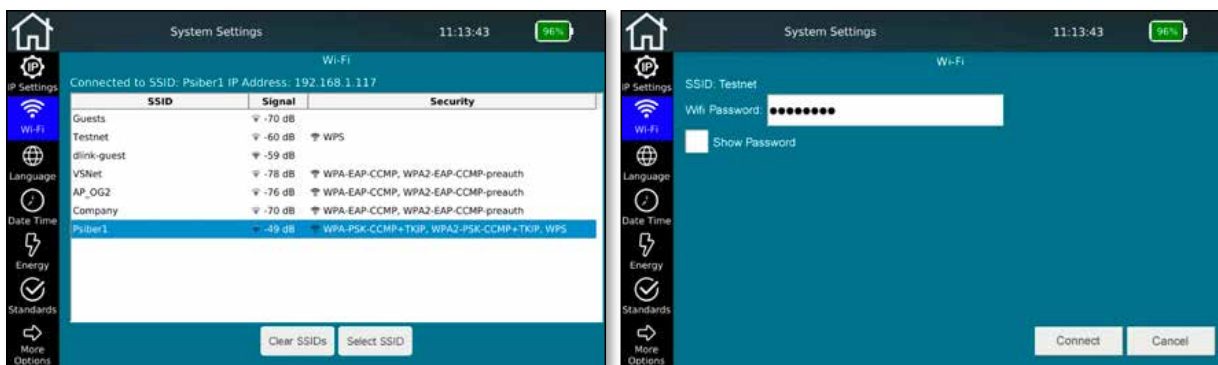 System Settings 11:13:43 96%
Wi-Fi
Connected to SSID: Psiber1 IP Address: 192.168.1.117
SSID Signal Security
Guests -70 dB
Testnet -60 dB WPS
dlink-guest -59 dB
VSNet -78 dB WPA-EAP-CCMP, WPA2-EAP-CCMP-preauth
AP_OG2 -76 dB WPA-EAP-CCMP, WPA2-EAP-CCMP-preauth
Company -70 dB WPA-EAP-CCMP, WPA2-EAP-CCMP-preauth
Psiber1 -49 dB WPA-PSK-CCMP+TKIP, WPA2-PSK-CCMP+TKIP, WPS
Clear SSIDs Select SSID
IP
IP Settings
Wi-Fi
Language
Date Time
Energy
Standards
More
Options
System Settings 11:13:43 96%
Wi-Fi
SSID: Testnet
Wifi Password: ●●●●●●●●
Show Password
Connect Cancel
IP
IP Settings
Wi-Fi
Language
Date Time
Energy
Standards
More
Options